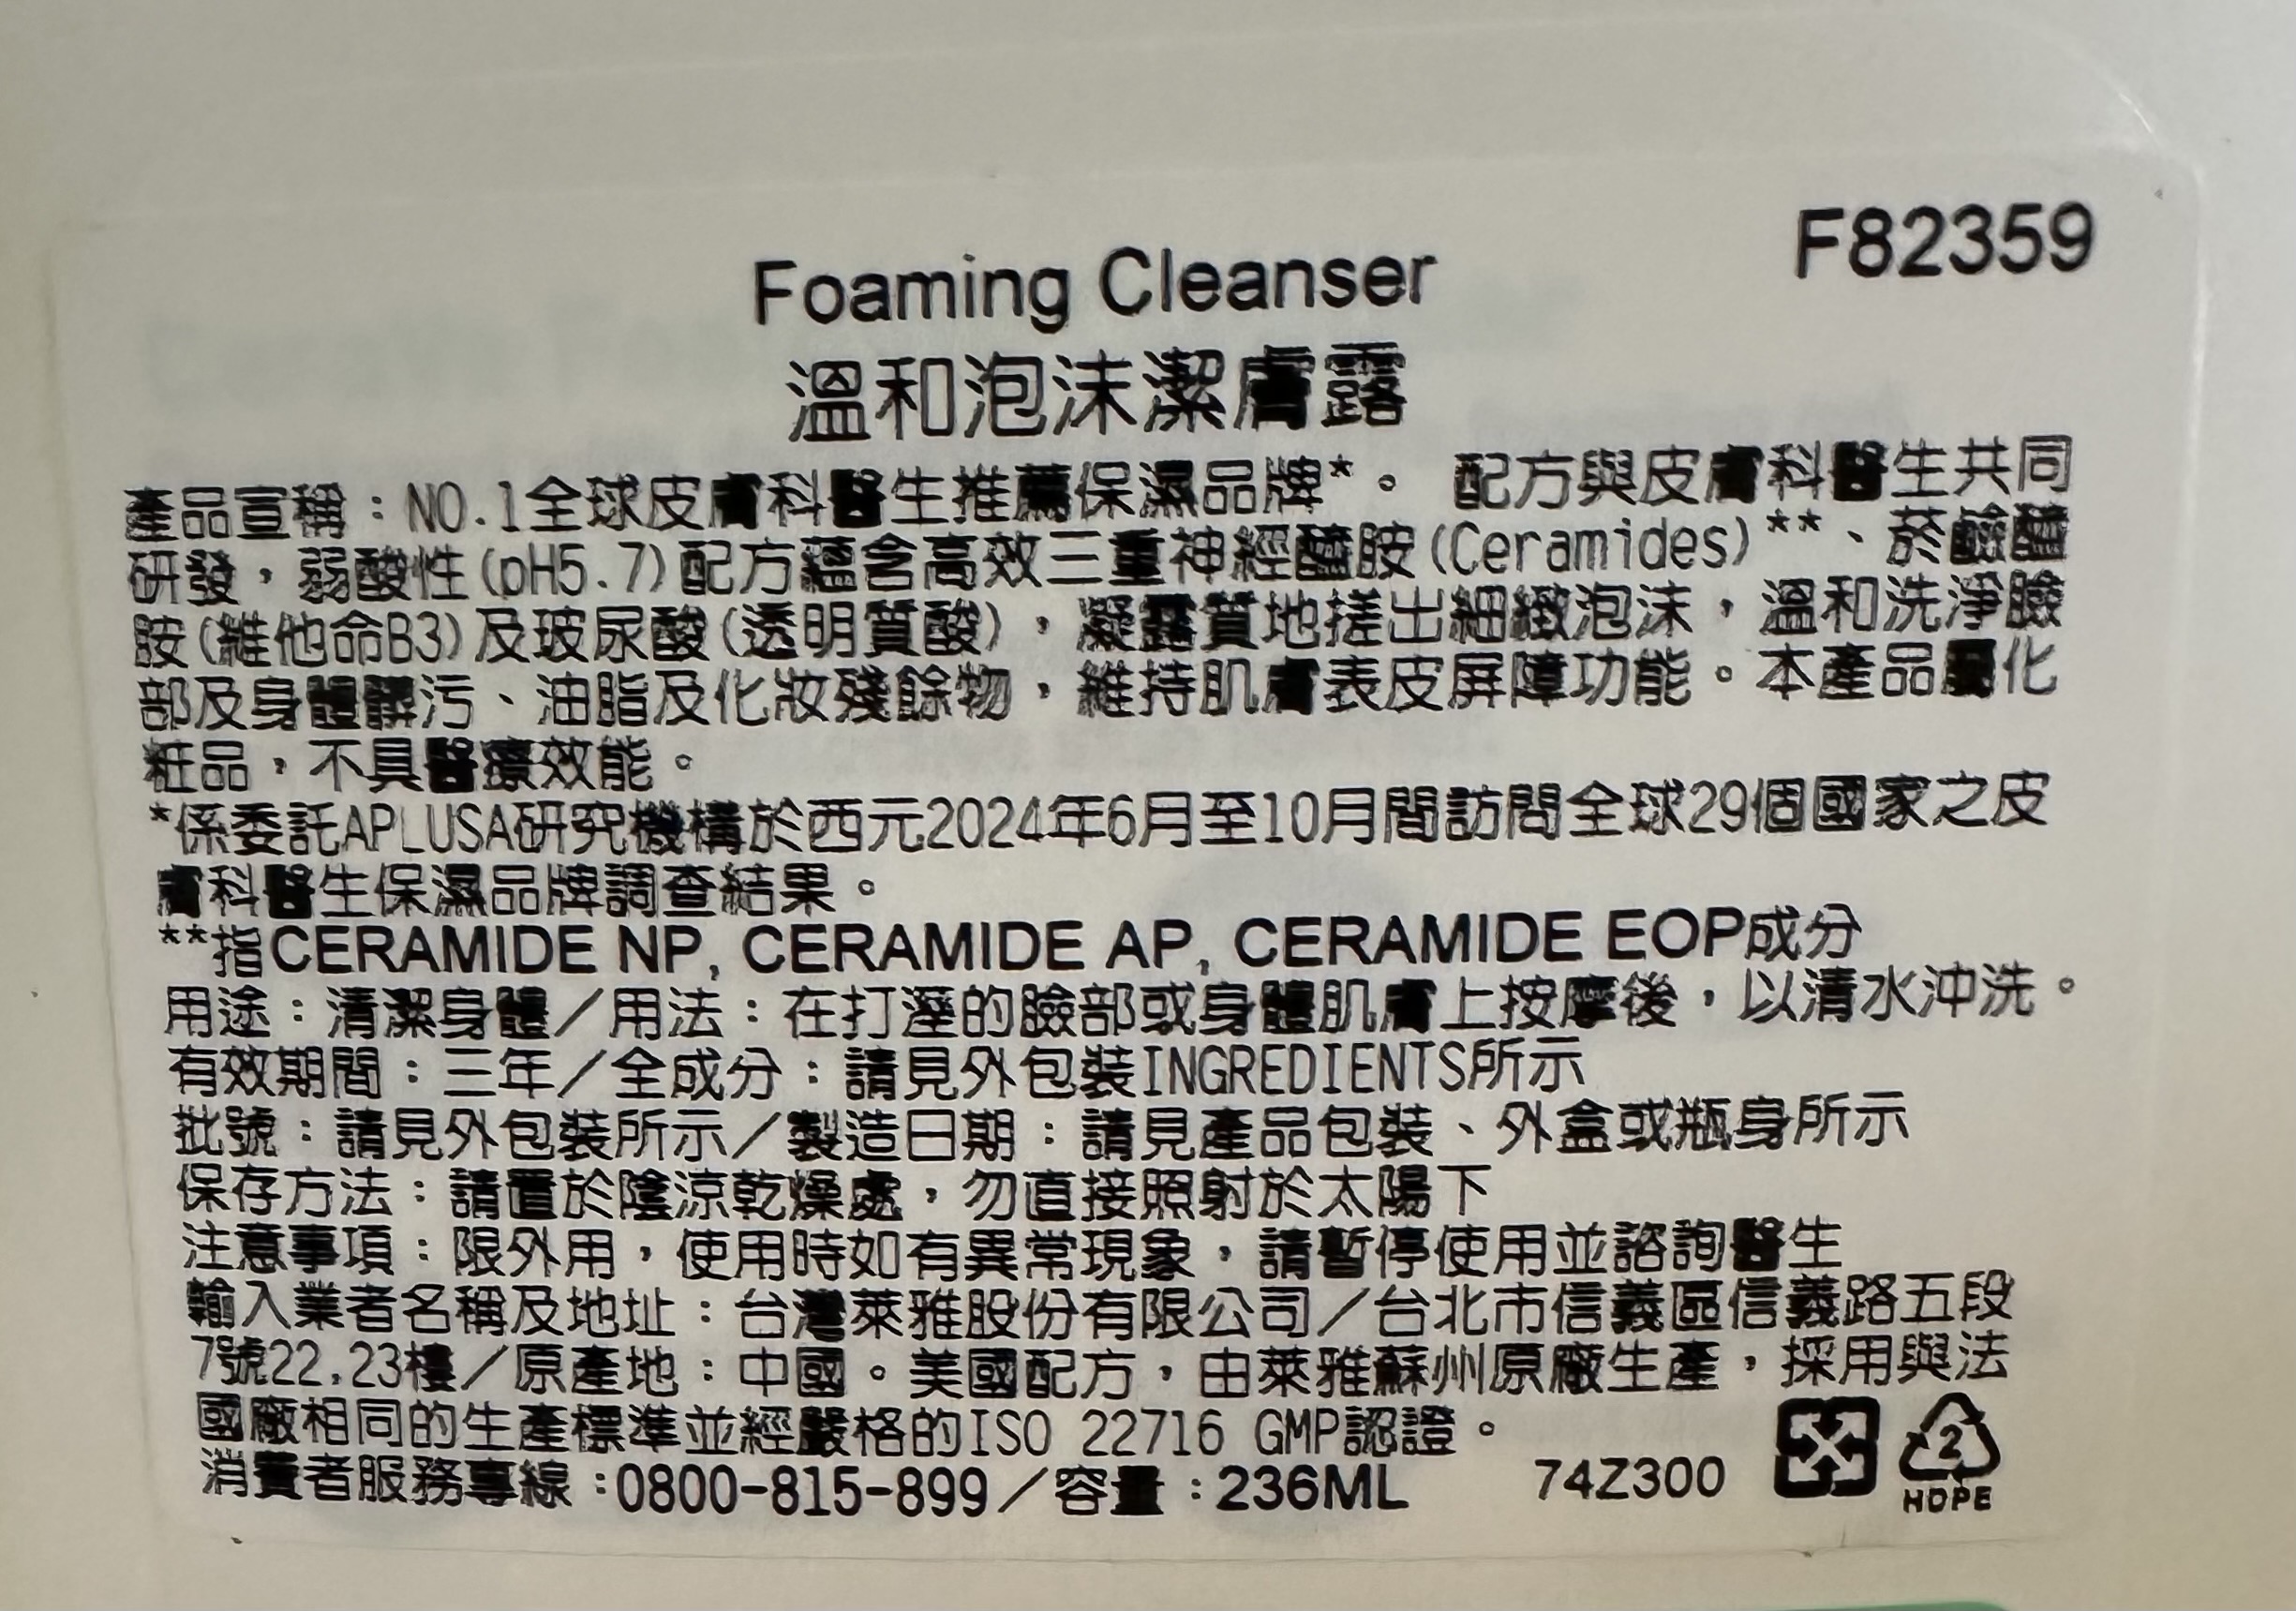 F82359
Foaming Cleanser
溫和泡沫潔膚露
產品宣稱：NO.1全球皮膚科醫生推薦保濕品牌*。 配方與皮膚科醫生共同
研發，弱酸性(pH5.7)配方蘊含高效三重神經醯胺(Ceramides)**、菸鹼醯
胺(維他命B3)及玻尿酸(透明質酸)，凝露質地搓出細緻泡沫，溫和洗淨臉
部及身體髒污、油脂及化妝殘餘物，維持肌膚表皮屏障功能。本產品屬化
粧品，不具醫療效能。
*係委託APLUSA研究機構於西元2024年6月至10月間訪問全球29個國家之皮
膚科醫生保濕品牌調查結果。
**指CERAMIDE NP, CERAMIDE AP, CERAMIDE EOP成分
用途：清潔身體／用法：在打溼的臉部或身體肌膚上按摩後，以清水沖洗。
有效期間：三年／全成分：請見外包裝INGREDIENTS所示
批號：請見外包裝所示／製造日期：請見產品包裝、外盒或瓶身所示
保存方法：請置於陰涼乾燥處，勿直接照射於太陽下
注意事項：限外用，使用時如有異常現象，請暫停使用並諮詢醫生
輸入業者名稱及地址：台灣萊雅股份有限公司／台北市信義區信義路五段
7號22,23樓／原產地：中國。美國配方，由萊雅蘇州原廠生產，採用與法
國廠相同的生產標準並經嚴格的ISO 22716 GMP認證。
消費者服務專線:0800-815-899／容量:236ML 74Z300 2
HDPE